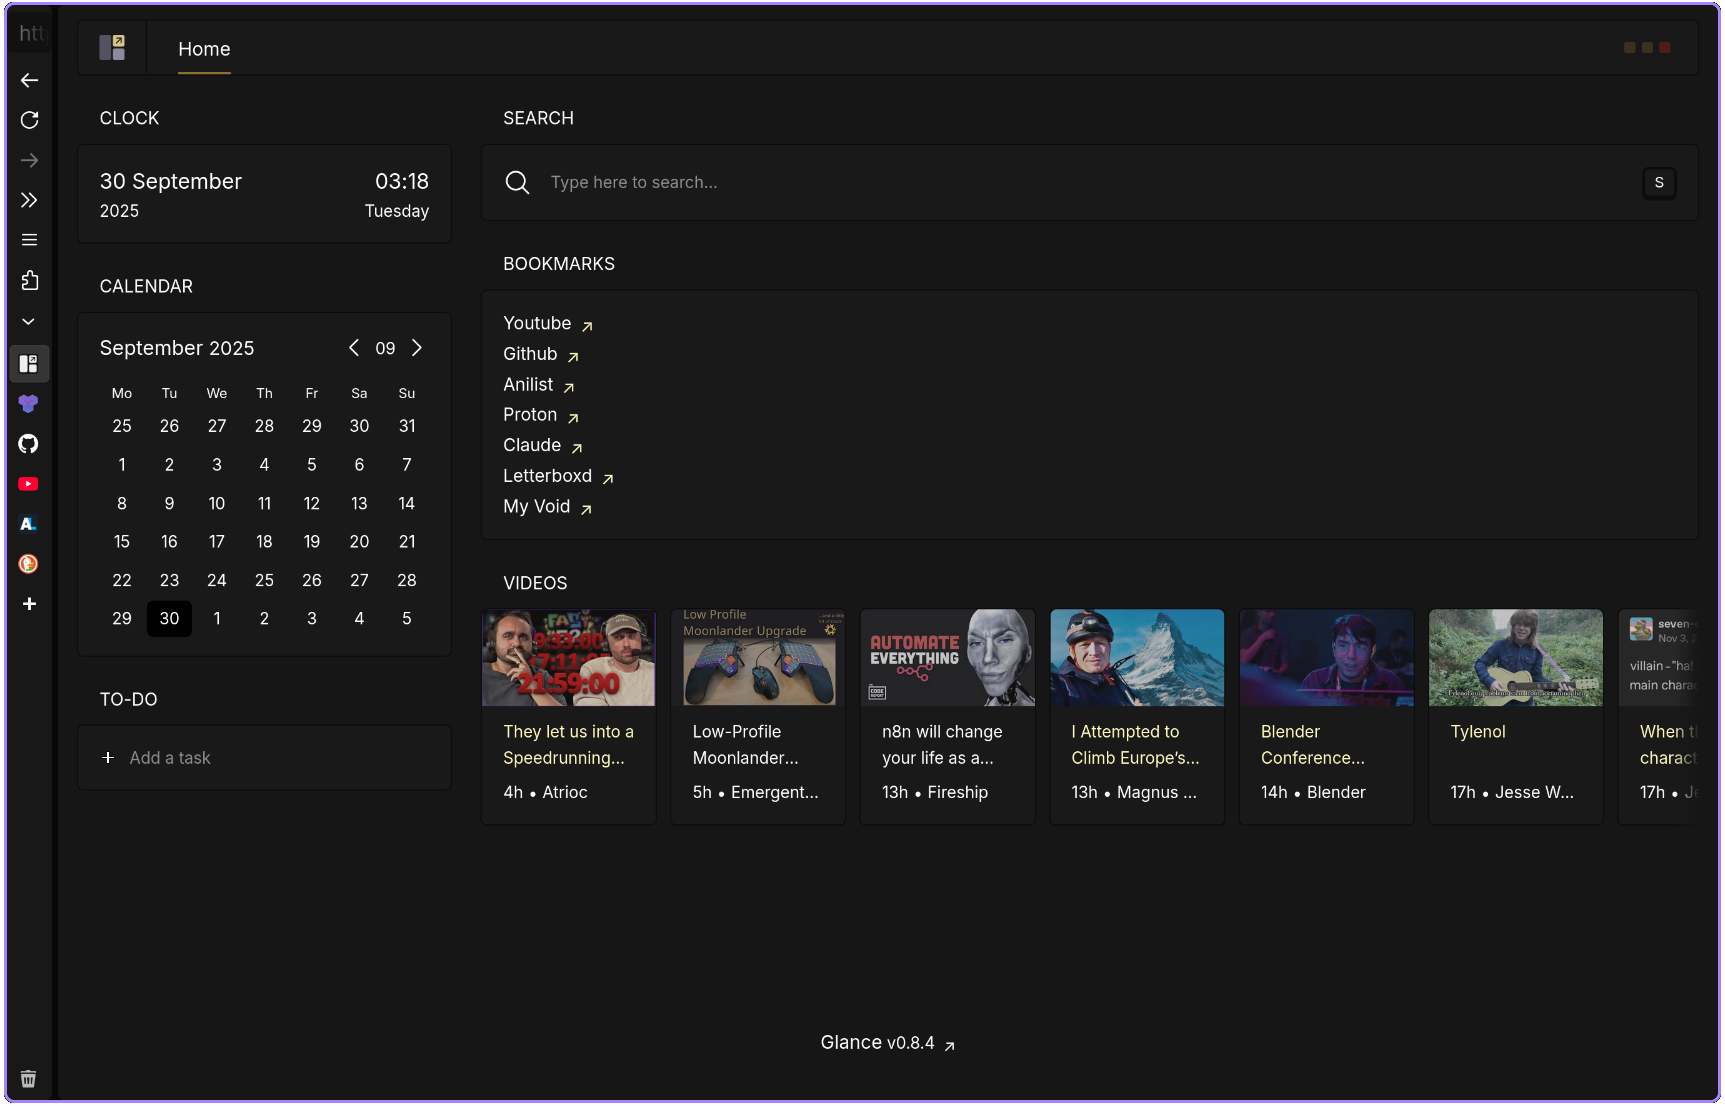 htt
Home
CLOCK
30 September
03:18
2025
Tuesday
CALENDAR
September 2025
09
Mo Tu We Th Fr Sa Su
25 26 27 28 29 30 31
1 2 3 4 5 6 7
8 9 10 11 12 13 14
15 16 17 18 19 20 21
22 23 24 25 26 27 28
29 30 1 2 3 4 5
TO-DO
Add a task
SEARCH
Type here to search...
S
BOOKMARKS
Youtube
Github
Anilist
Proton
Claude
Letterboxd
My Void
VIDEOS
21:59:00
They let us into a
Speedrunning...
4h • Atrioc
Low Profile
Moonlander Upgrade
Low-Profile
Moonlander...
5h • Emergent...
AUTOMATE
EVERYTHING
CODE
REPORT
n8n will change
your life as a...
13h • Fireship
I Attempted to
Climb Europe's...
13h • Magnus ...
Blender
Conference...
14h • Blender
Tylenol
17h • Jesse W...
seven-
Nov 3, 2
villain - "ha!
main charac
When t
charact
17h • Je
Glance v0.8.4